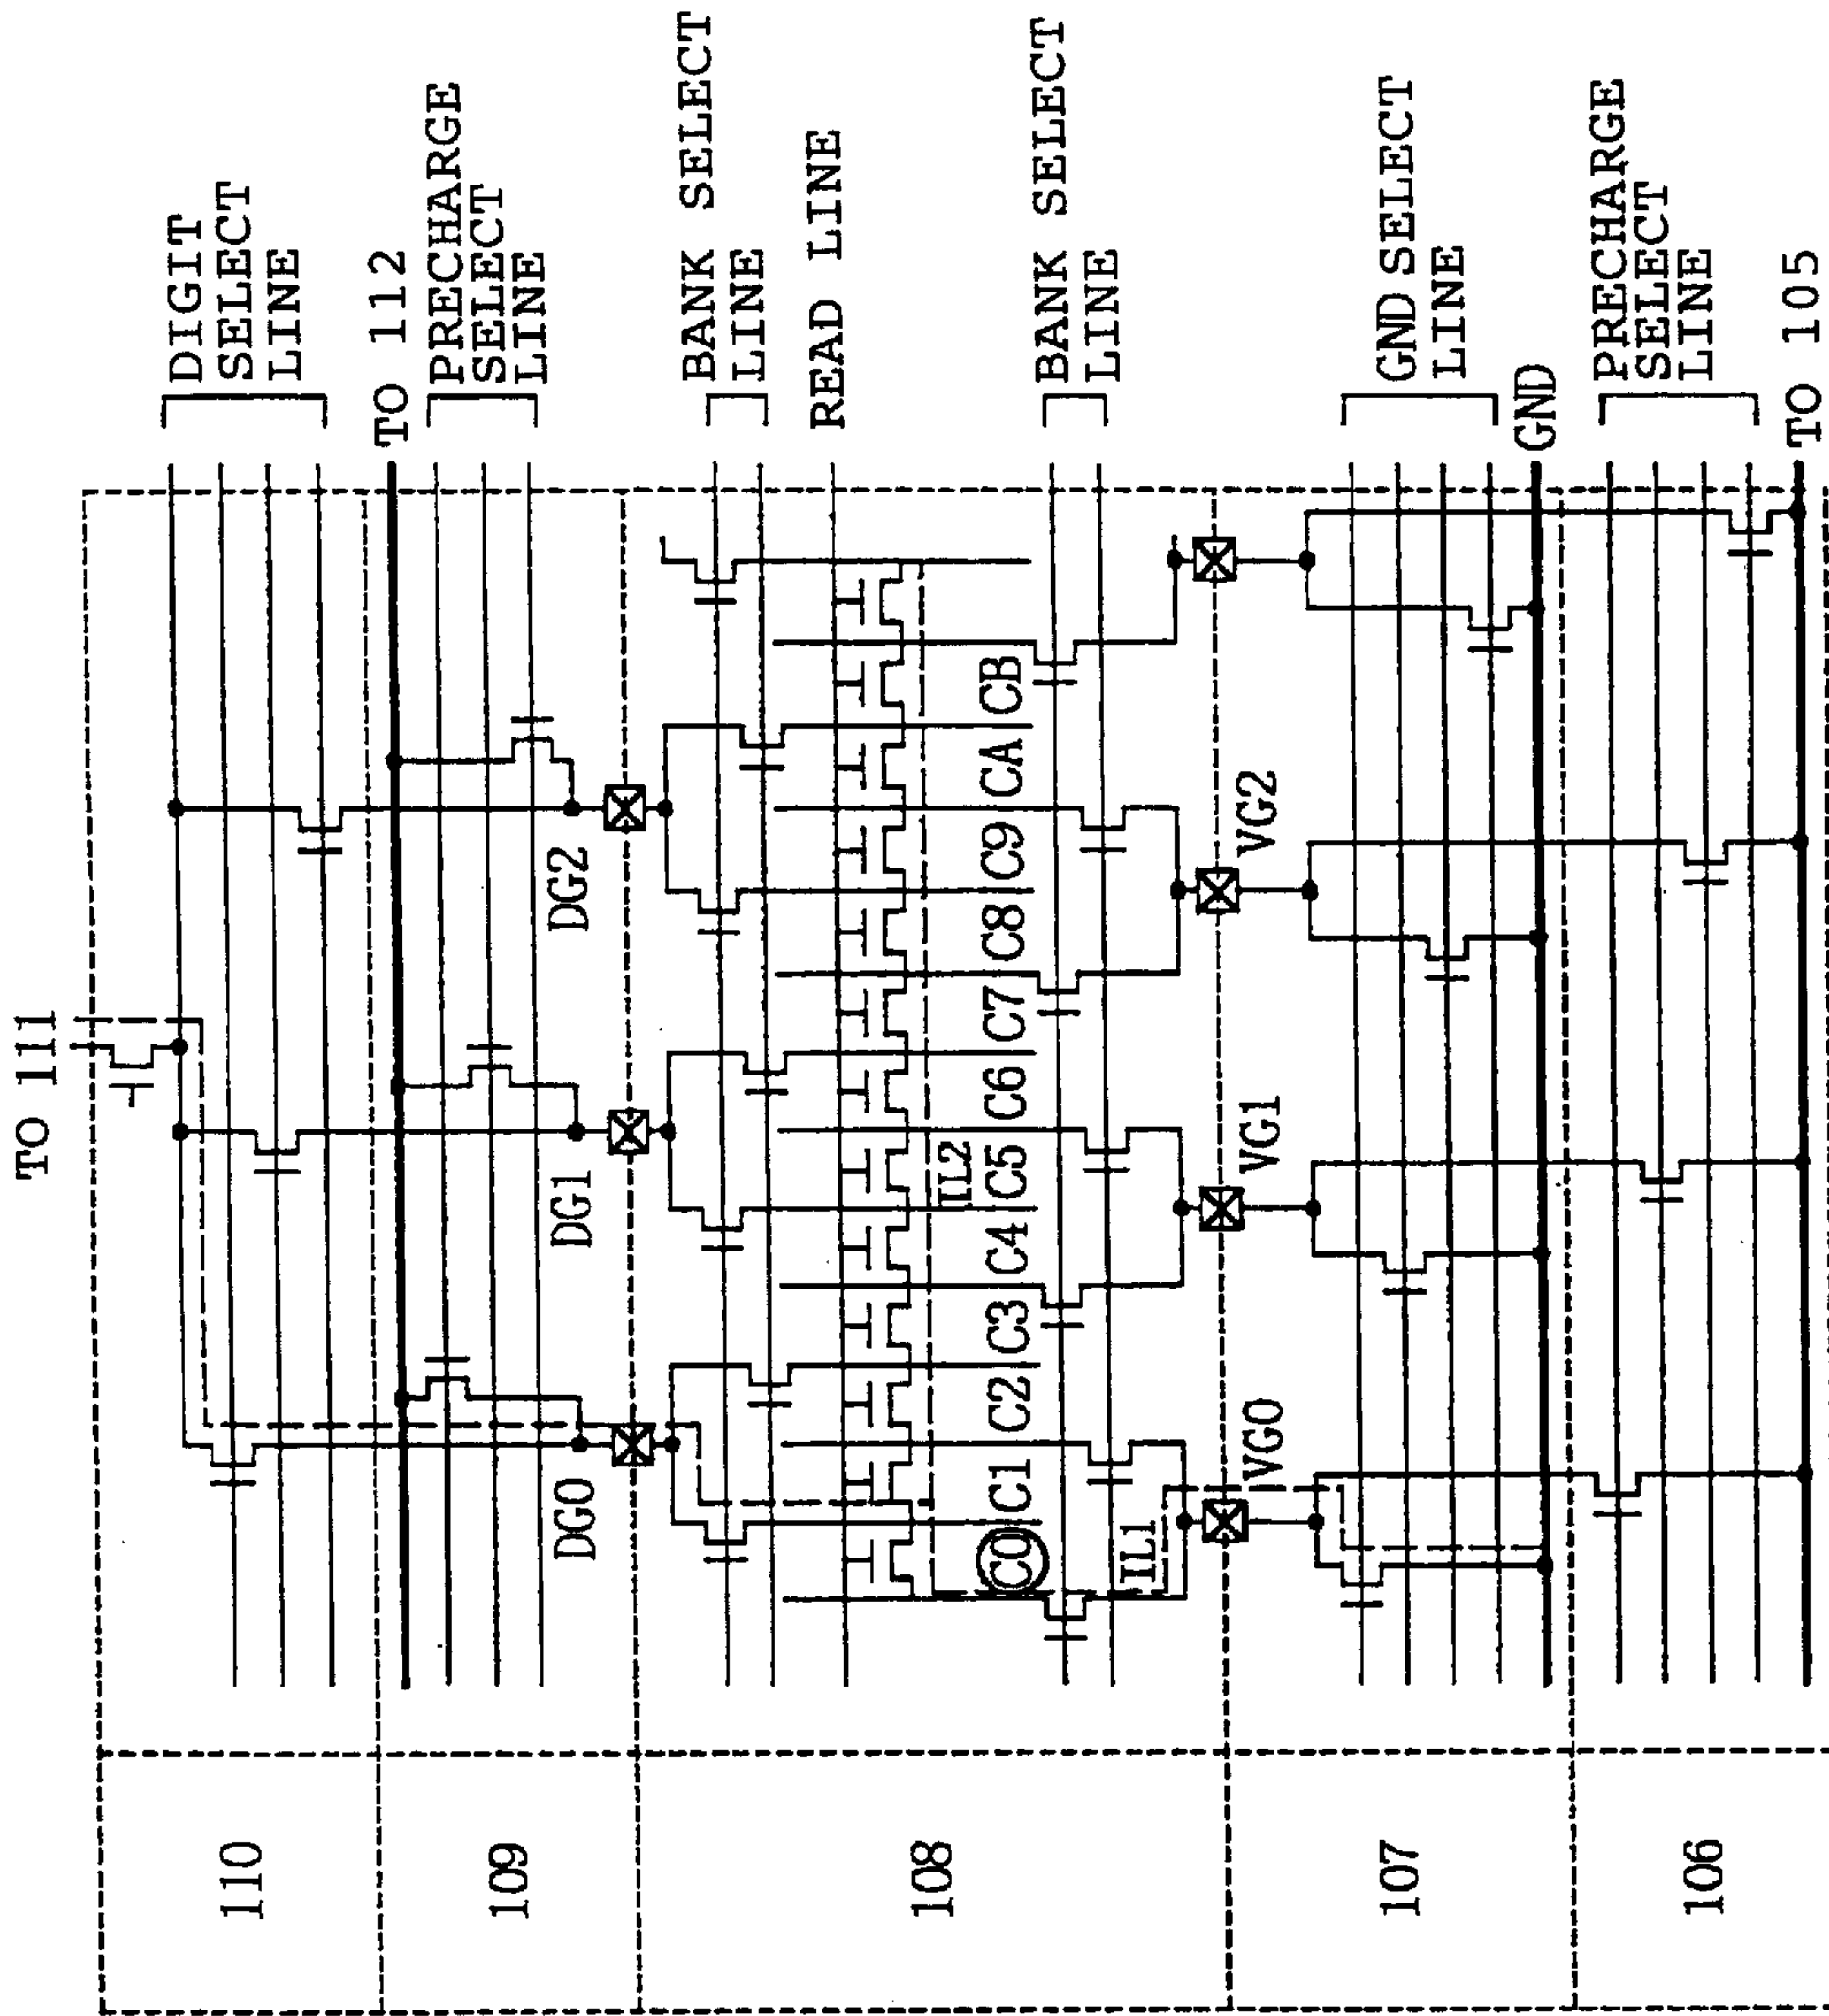 TO 111
DIGIT
SELECT
LINE
TO 112
PRECHARGE
SELECT
LINE
BANK SELECT
LINE
READ LINE
BANK SELECT
LINE
GND SELECT
LINE
GND
PRECHARGE
SELECT
LINE
TO 105
DG0
DG1
DG2
C0
C1
C2
C3
C4
C5
C6
C7
C8
C9
CA
CB
IL2
IL1
VG0
VG1
VG2
110
109
108
107
106